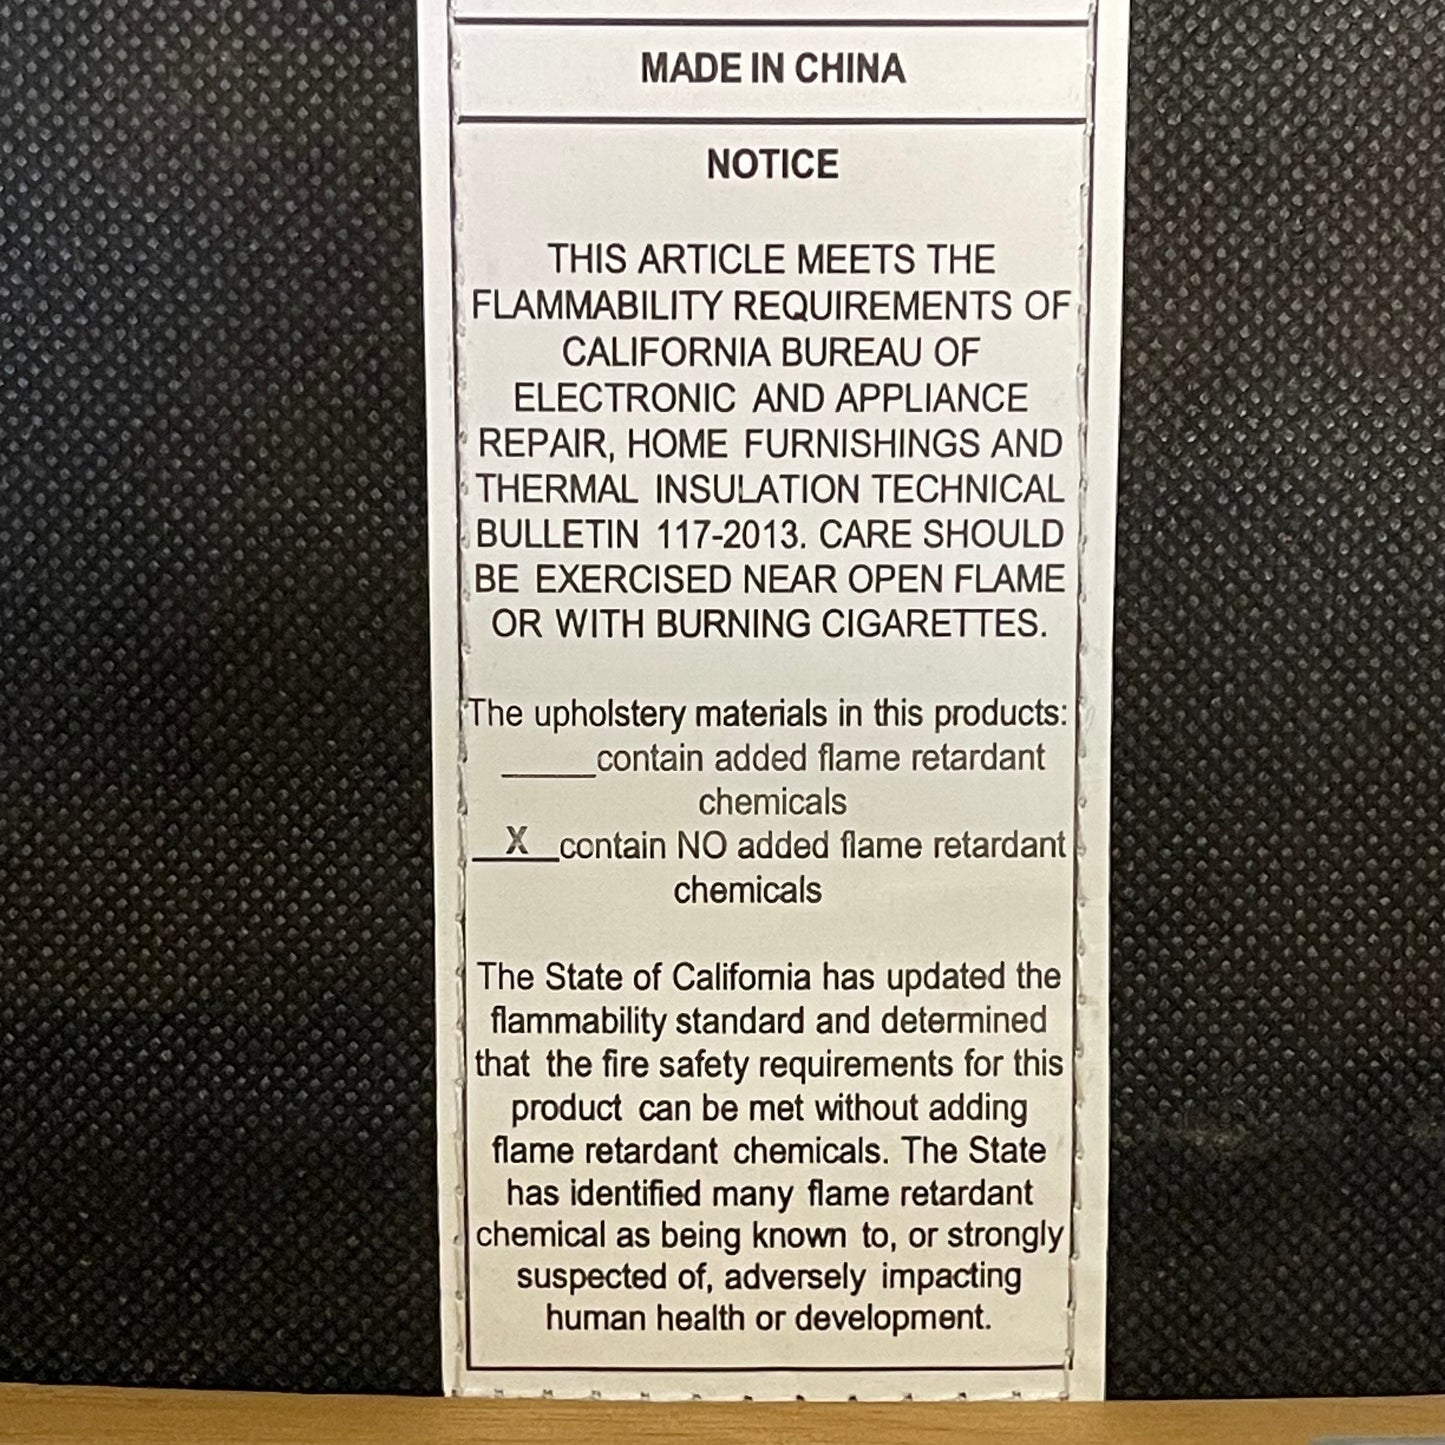 MADE IN CHINA
NOTICE
THIS ARTICLE MEETS THE
FLAMMABILITY REQUIREMENTS OF
CALIFORNIA BUREAU OF
ELECTRONIC AND APPLIANCE
REPAIR, HOME FURNISHINGS AND
THERMAL INSULATION TECHNICAL
BULLETIN 117-2013. CARE SHOULD
BE EXERCISED NEAR OPEN FLAME
OR WITH BURNING CIGARETTES.
The upholstery materials in this products:
_____contain added flame retardant
chemicals
__X__contain NO added flame retardant
chemicals
The State of California has updated the
flammability standard and determined
that the fire safety requirements for this
product can be met without adding
flame retardant chemicals. The State
has identified many flame retardant
chemical as being known to, or strongly
suspected of, adversely impacting
human health or development.